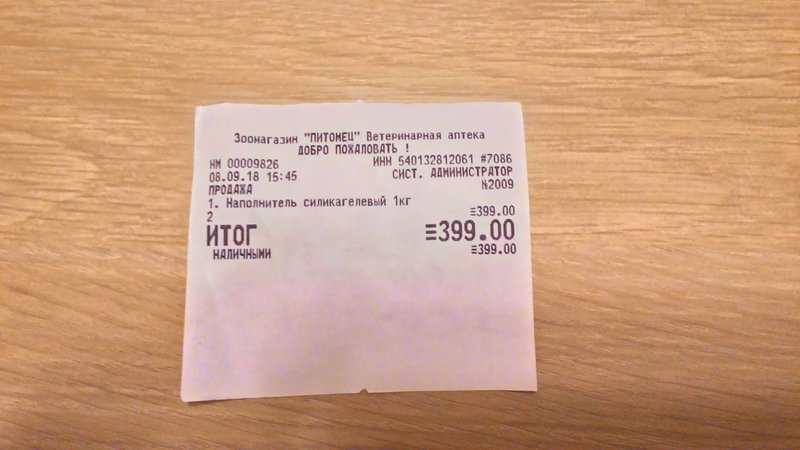 Зоомагазин "ПИТОМЕЦ" Ветеринарная аптека
ДОБРО ПОЖАЛОВАТЬ !
НМ 00009826 ИНН 540132812061 #7086
08.09.18 15:45 СИСТ. АДМИНИСТРАТОР
ПРОДАЖА №2009
1. Наполнитель силикагелевый 1кг
2 ≡399.00
ИТОГ ≡399.00
НАЛИЧНЫМИ ≡399.00